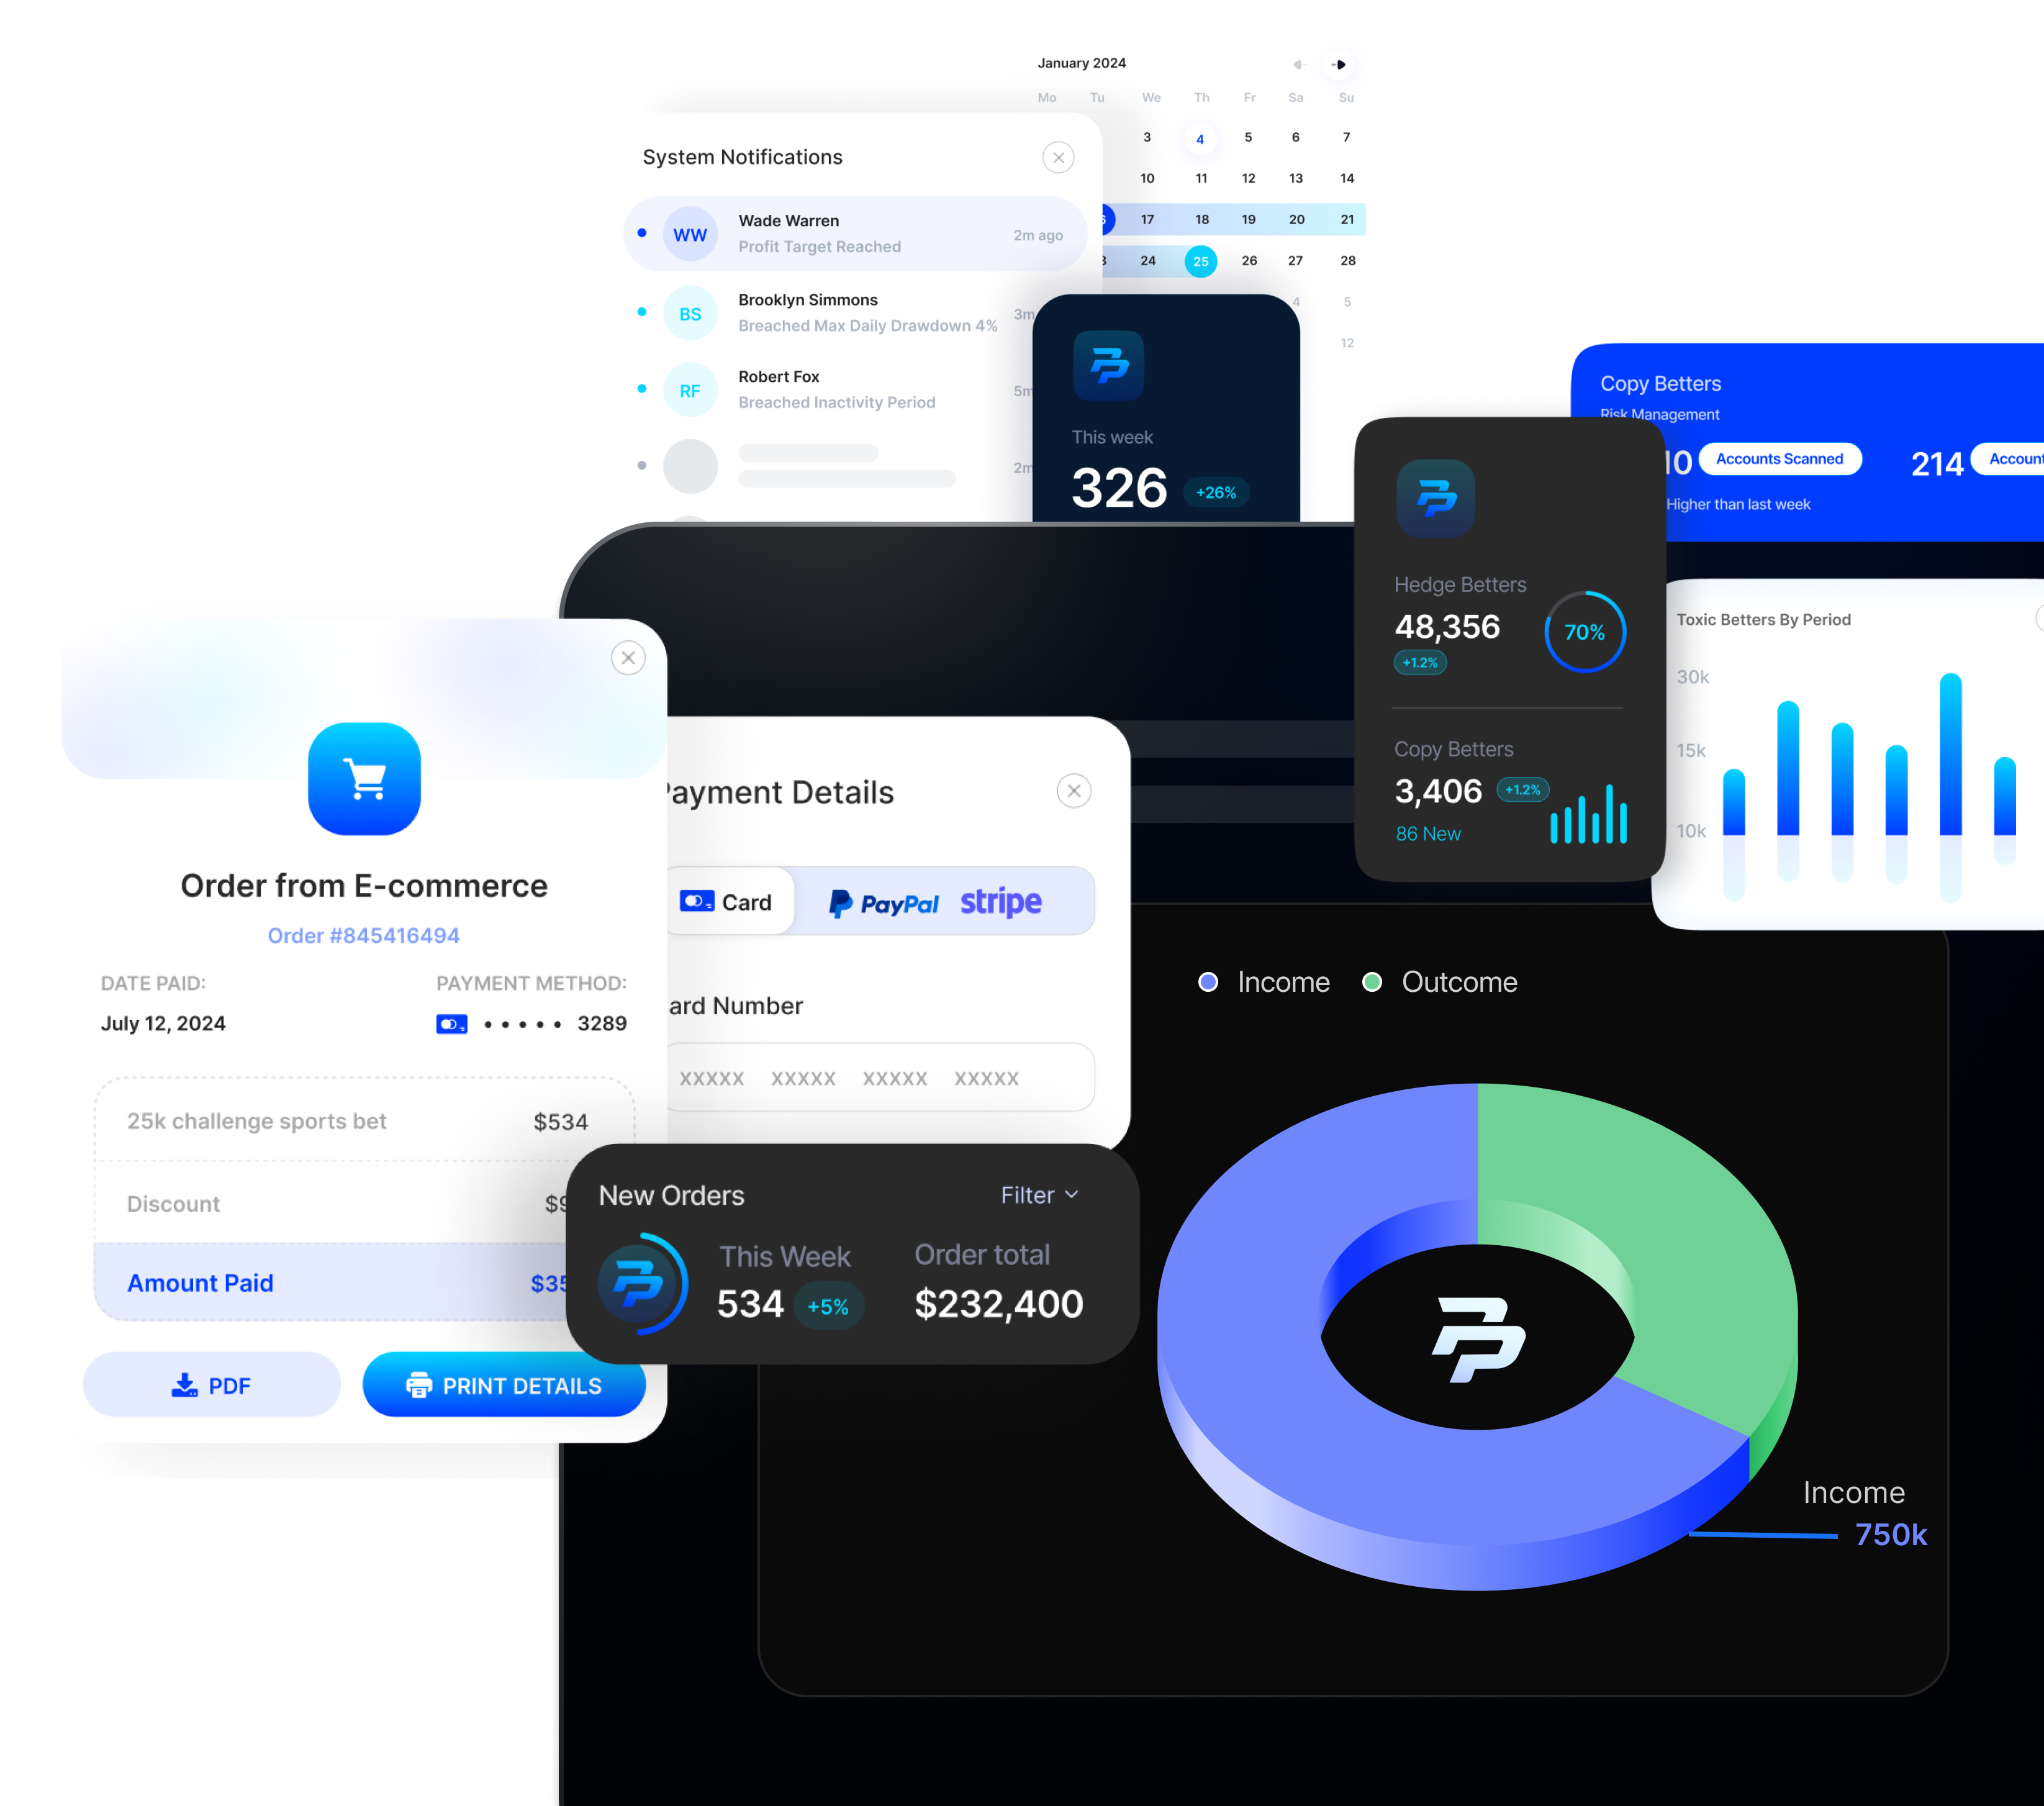 January 2024
Mo Tu We Th Fr Sa Su
3 4 5 6 7
10 11 12 13 14
17 18 19 20 21
24 25 26 27 28
4 5
12
System Notifications
WW
Wade Warren
Profit Target Reached
2m ago
BS
Brooklyn Simmons
Breached Max Daily Drawdown 4%
3m
RF
Robert Fox
Breached Inactivity Period
5m
2m
This week
326 +26%
Copy Betters
Risk Management
Accounts Scanned
214
Higher than last week
Hedge Betters
48,356
+1.2%
70%
Copy Betters
3,406 +1.2%
86 New
Toxic Betters By Period
30k
15k
10k
Order from E-commerce
Order #845416494
DATE PAID:
July 12, 2024
PAYMENT METHOD:
• • • • • 3289
25k challenge sports bet $534
Discount
Amount Paid
PDF
PRINT DETAILS
Payment Details
Card
PayPal
stripe
ard Number
XXXXX XXXXX XXXXX XXXXX
New Orders
Filter
This Week
534 +5%
Order total
$232,400
Income
Outcome
Income
750k